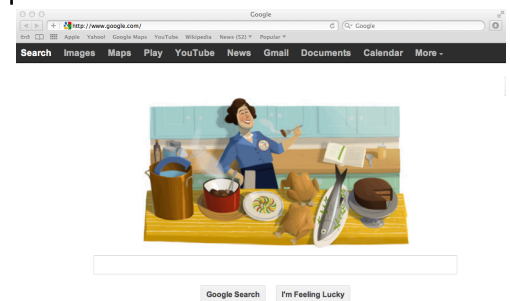 Google
http://www.google.com/
Google
Apple Yahoo! Google Maps YouTube Wikipedia News (52) Popular
Search Images Maps Play YouTube News Gmail Documents Calendar More
Google Search I'm Feeling Lucky